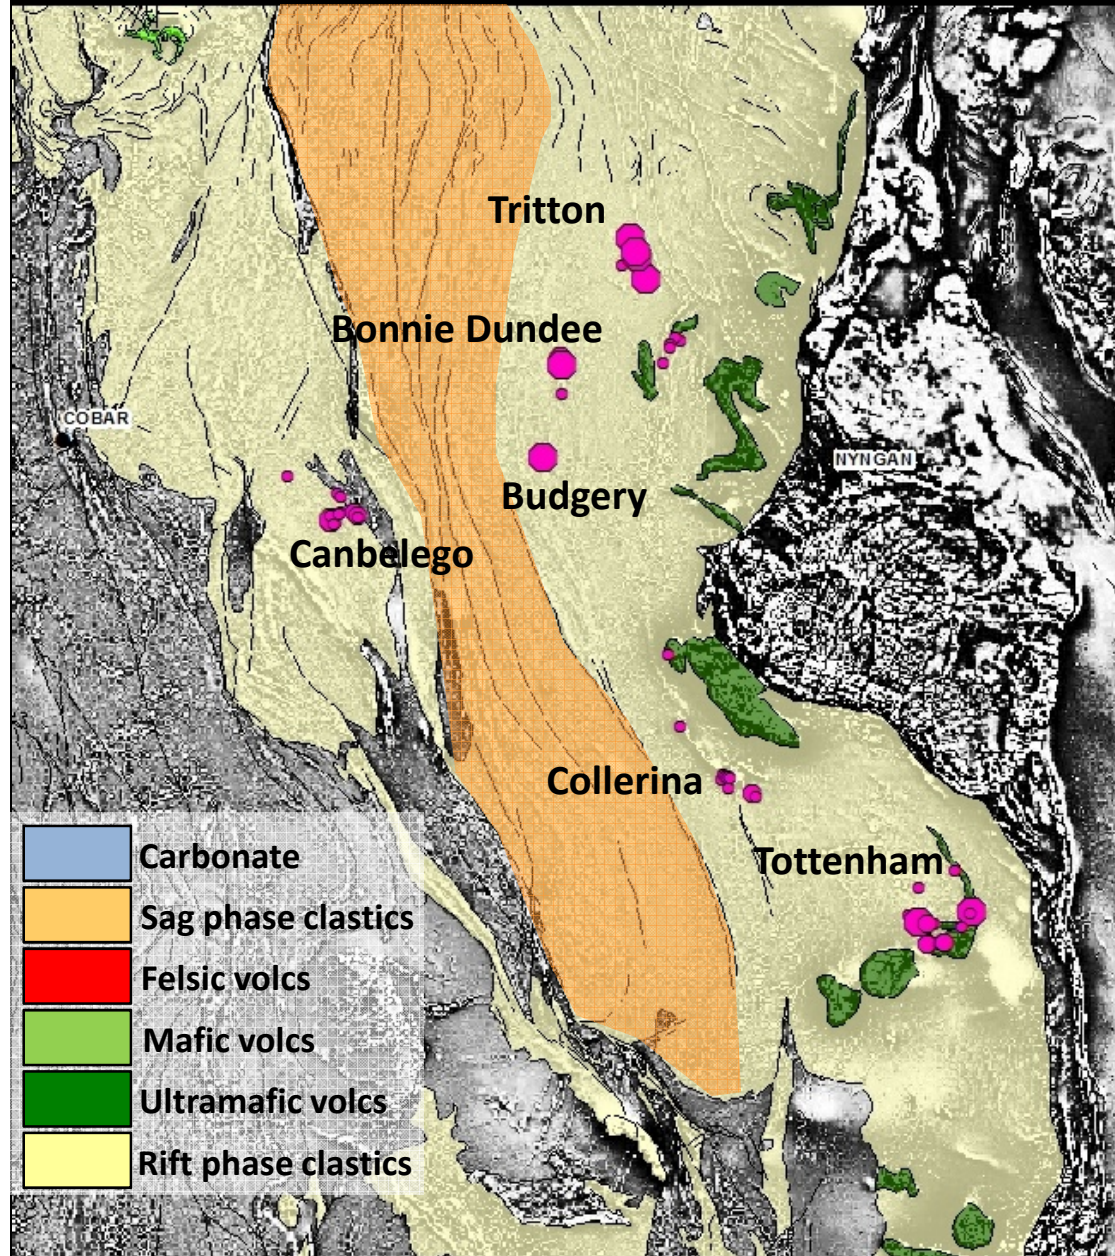 Tritton
Bonnie Dundee
COBAR
NYNGAN
Budgery
Canbelego
Collerina
Tottenham
Carbonate
Sag phase clastics
Felsic volcs
Mafic volcs
Ultramafic volcs
Rift phase clastics